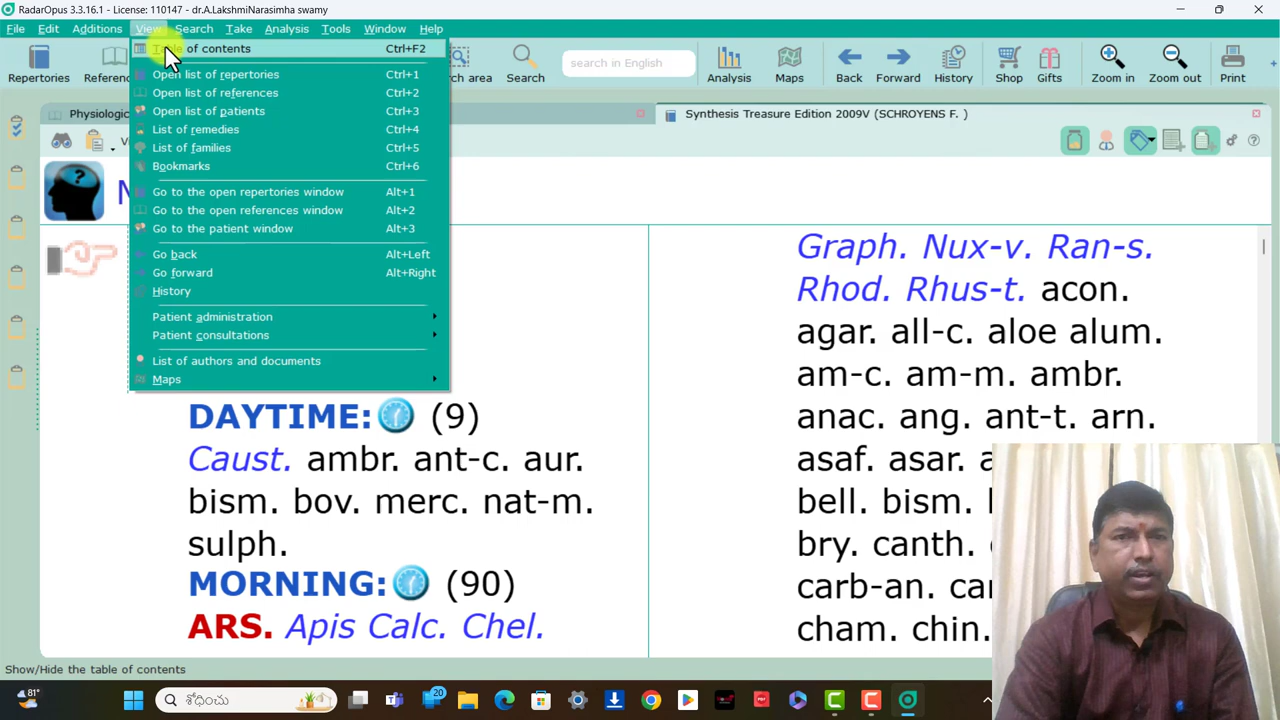 RadarOpus 3.3.16.1 - License: 110147 - dr.A.LakshmiNarasimha swamy
File Edit Additions View Search Take Analysis Tools Window Help
Table of contents Ctrl+F2
Open list of repertories Ctrl+1
Open list of references Ctrl+2
Open list of patients Ctrl+3
List of remedies Ctrl+4
List of families Ctrl+5
Bookmarks Ctrl+6
Go to the open repertories window Alt+1
Go to the open references window Alt+2
Go to the patient window Alt+3
Go back Alt+Left
Go forward Alt+Right
History
Patient administration
Patient consultations
List of authors and documents
Maps
Repertories
Search
search in English
Analysis Maps Back Forward History Shop Gifts Zoom in Zoom out Print
Synthesis Treasure Edition 2009V (SCHROYENS F. )
DAYTIME: (9)
Caust. ambr. ant-c. aur.
bism. bov. merc. nat-m.
sulph.
MORNING: (90)
ARS. Apis Calc. Chel.
Graph. Nux-v. Ran-s.
Rhod. Rhus-t. acon.
agar. all-c. aloe alum.
am-c. am-m. ambr.
anac. ang. ant-t. arn.
asaf. asar.
bell. bism.
bry. canth.
carb-an.
cham. chin.
Show/Hide the table of contents
81°
శోధించు
20